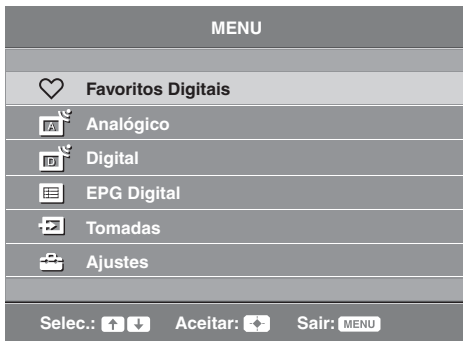 MENU
Favoritos Digitais
A Analógico
D Digital
EPG Digital
Tomadas
Ajustes
Selec.: ↑ ↓ Aceitar: Sair: MENU